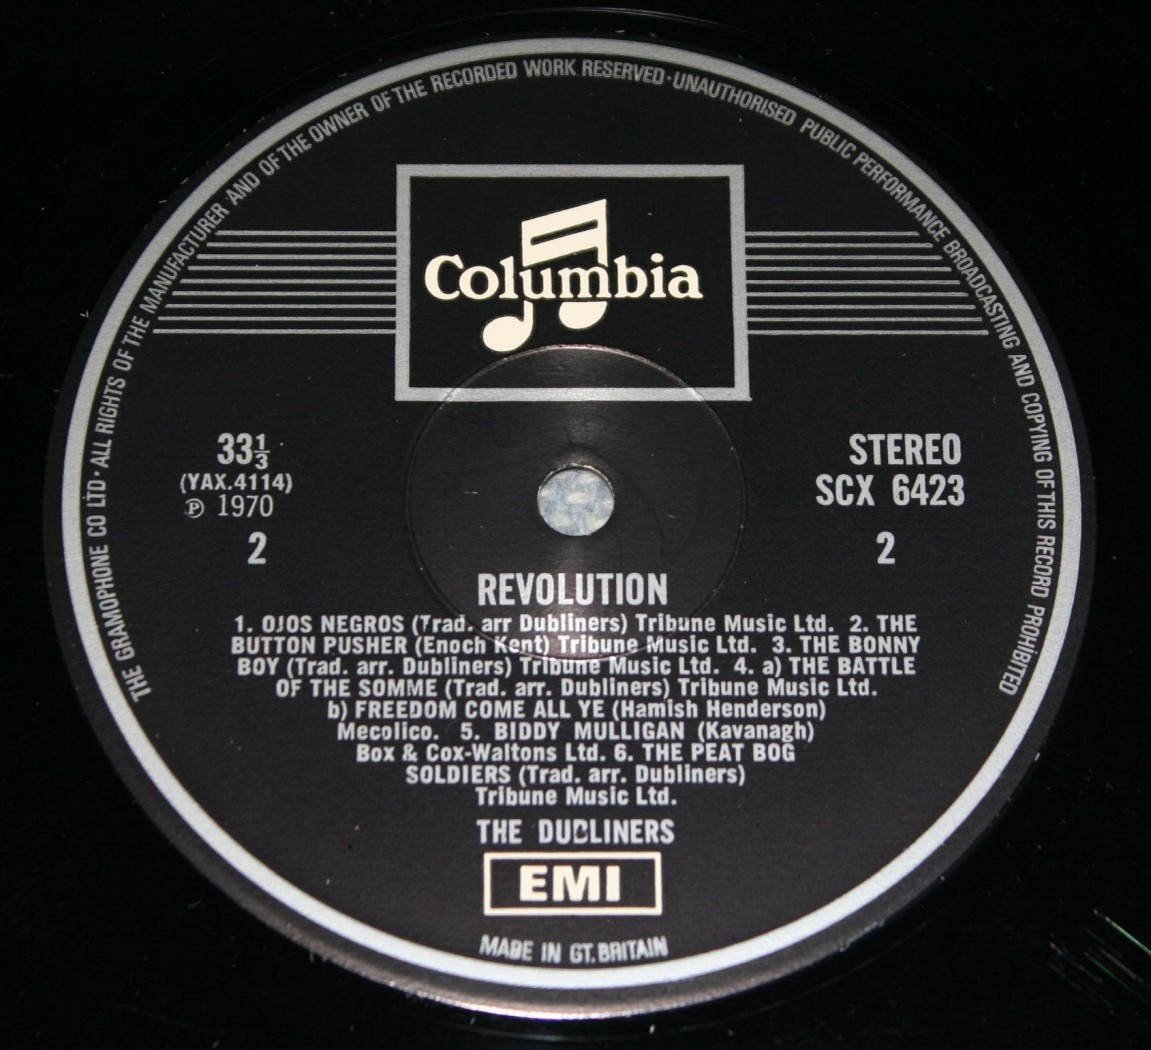 THE GRAMOPHONE CO LTD · ALL RIGHTS OF THE MANUFACTURER AND OF THE OWNER OF THE RECORDED WORK RESERVED · UNAUTHORISED PUBLIC PERFORMANCE BROADCASTING AND COPYING OF THIS RECORD PROHIBITED
Columbia
33⅓
(YAX.4114)
℗ 1970
2
STEREO
SCX 6423
2
REVOLUTION
1. OJOS NEGROS (Trad. arr Dubliners) Tribune Music Ltd. 2. THE
BUTTON PUSHER (Enoch Kent) Tribune Music Ltd. 3. THE BONNY
BOY (Trad. arr. Dubliners) Tribune Music Ltd. 4. a) THE BATTLE
OF THE SOMME (Trad. arr. Dubliners) Tribune Music Ltd.
b) FREEDOM COME ALL YE (Hamish Henderson)
Mecolico. 5. BIDDY MULLIGAN (Kavanagh)
Box & Cox-Waltons Ltd. 6. THE PEAT BOG
SOLDIERS (Trad. arr. Dubliners)
Tribune Music Ltd.
THE DUBLINERS
EMI
MADE IN GT. BRITAIN